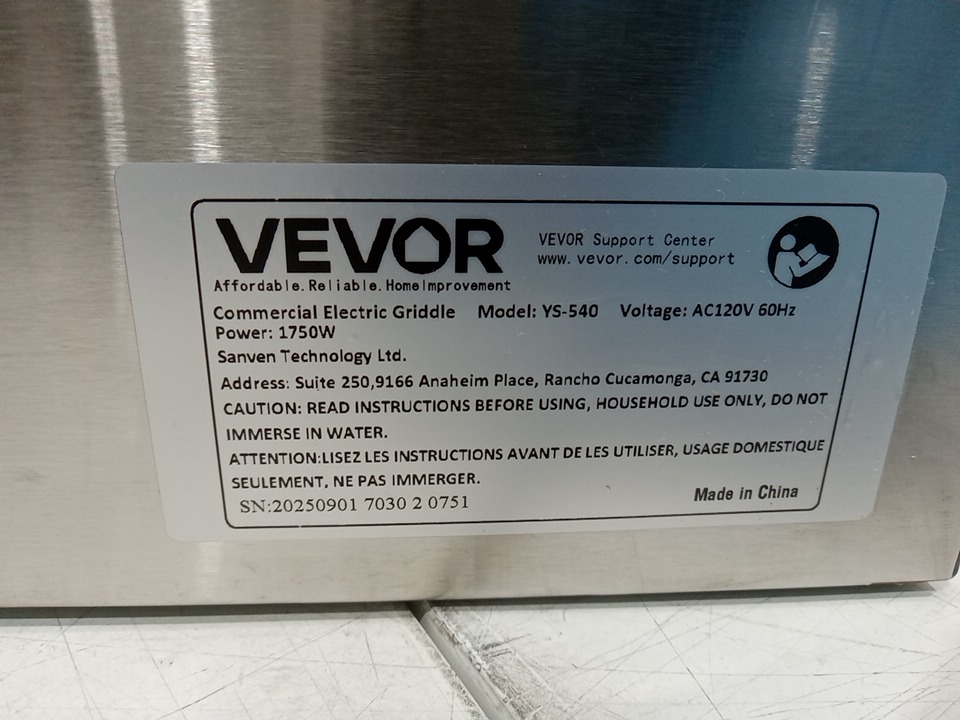 VEVOR
Affordable. Reliable. HomeImprovement
VEVOR Support Center
www.vevor.com/support
Commercial Electric Griddle Model: YS-540 Voltage: AC120V 60Hz
Power: 1750W
Sanven Technology Ltd.
Address: Suite 250,9166 Anaheim Place, Rancho Cucamonga, CA 91730
CAUTION: READ INSTRUCTIONS BEFORE USING, HOUSEHOLD USE ONLY, DO NOT
IMMERSE IN WATER.
ATTENTION:LISEZ LES INSTRUCTIONS AVANT DE LES UTILISER, USAGE DOMESTIQUE
SEULEMENT, NE PAS IMMERGER.
SN:20250901 7030 2 0751
Made in China